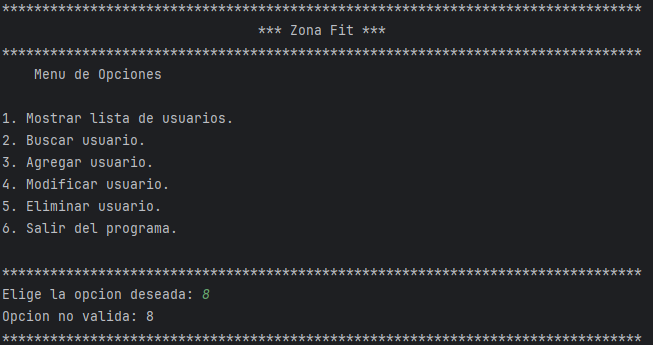 ********************************************************************************
*** Zona Fit ***
********************************************************************************
Menu de Opciones
1. Mostrar lista de usuarios.
2. Buscar usuario.
3. Agregar usuario.
4. Modificar usuario.
5. Eliminar usuario.
6. Salir del programa.
********************************************************************************
Elige la opcion deseada: 8
Opcion no valida: 8
********************************************************************************